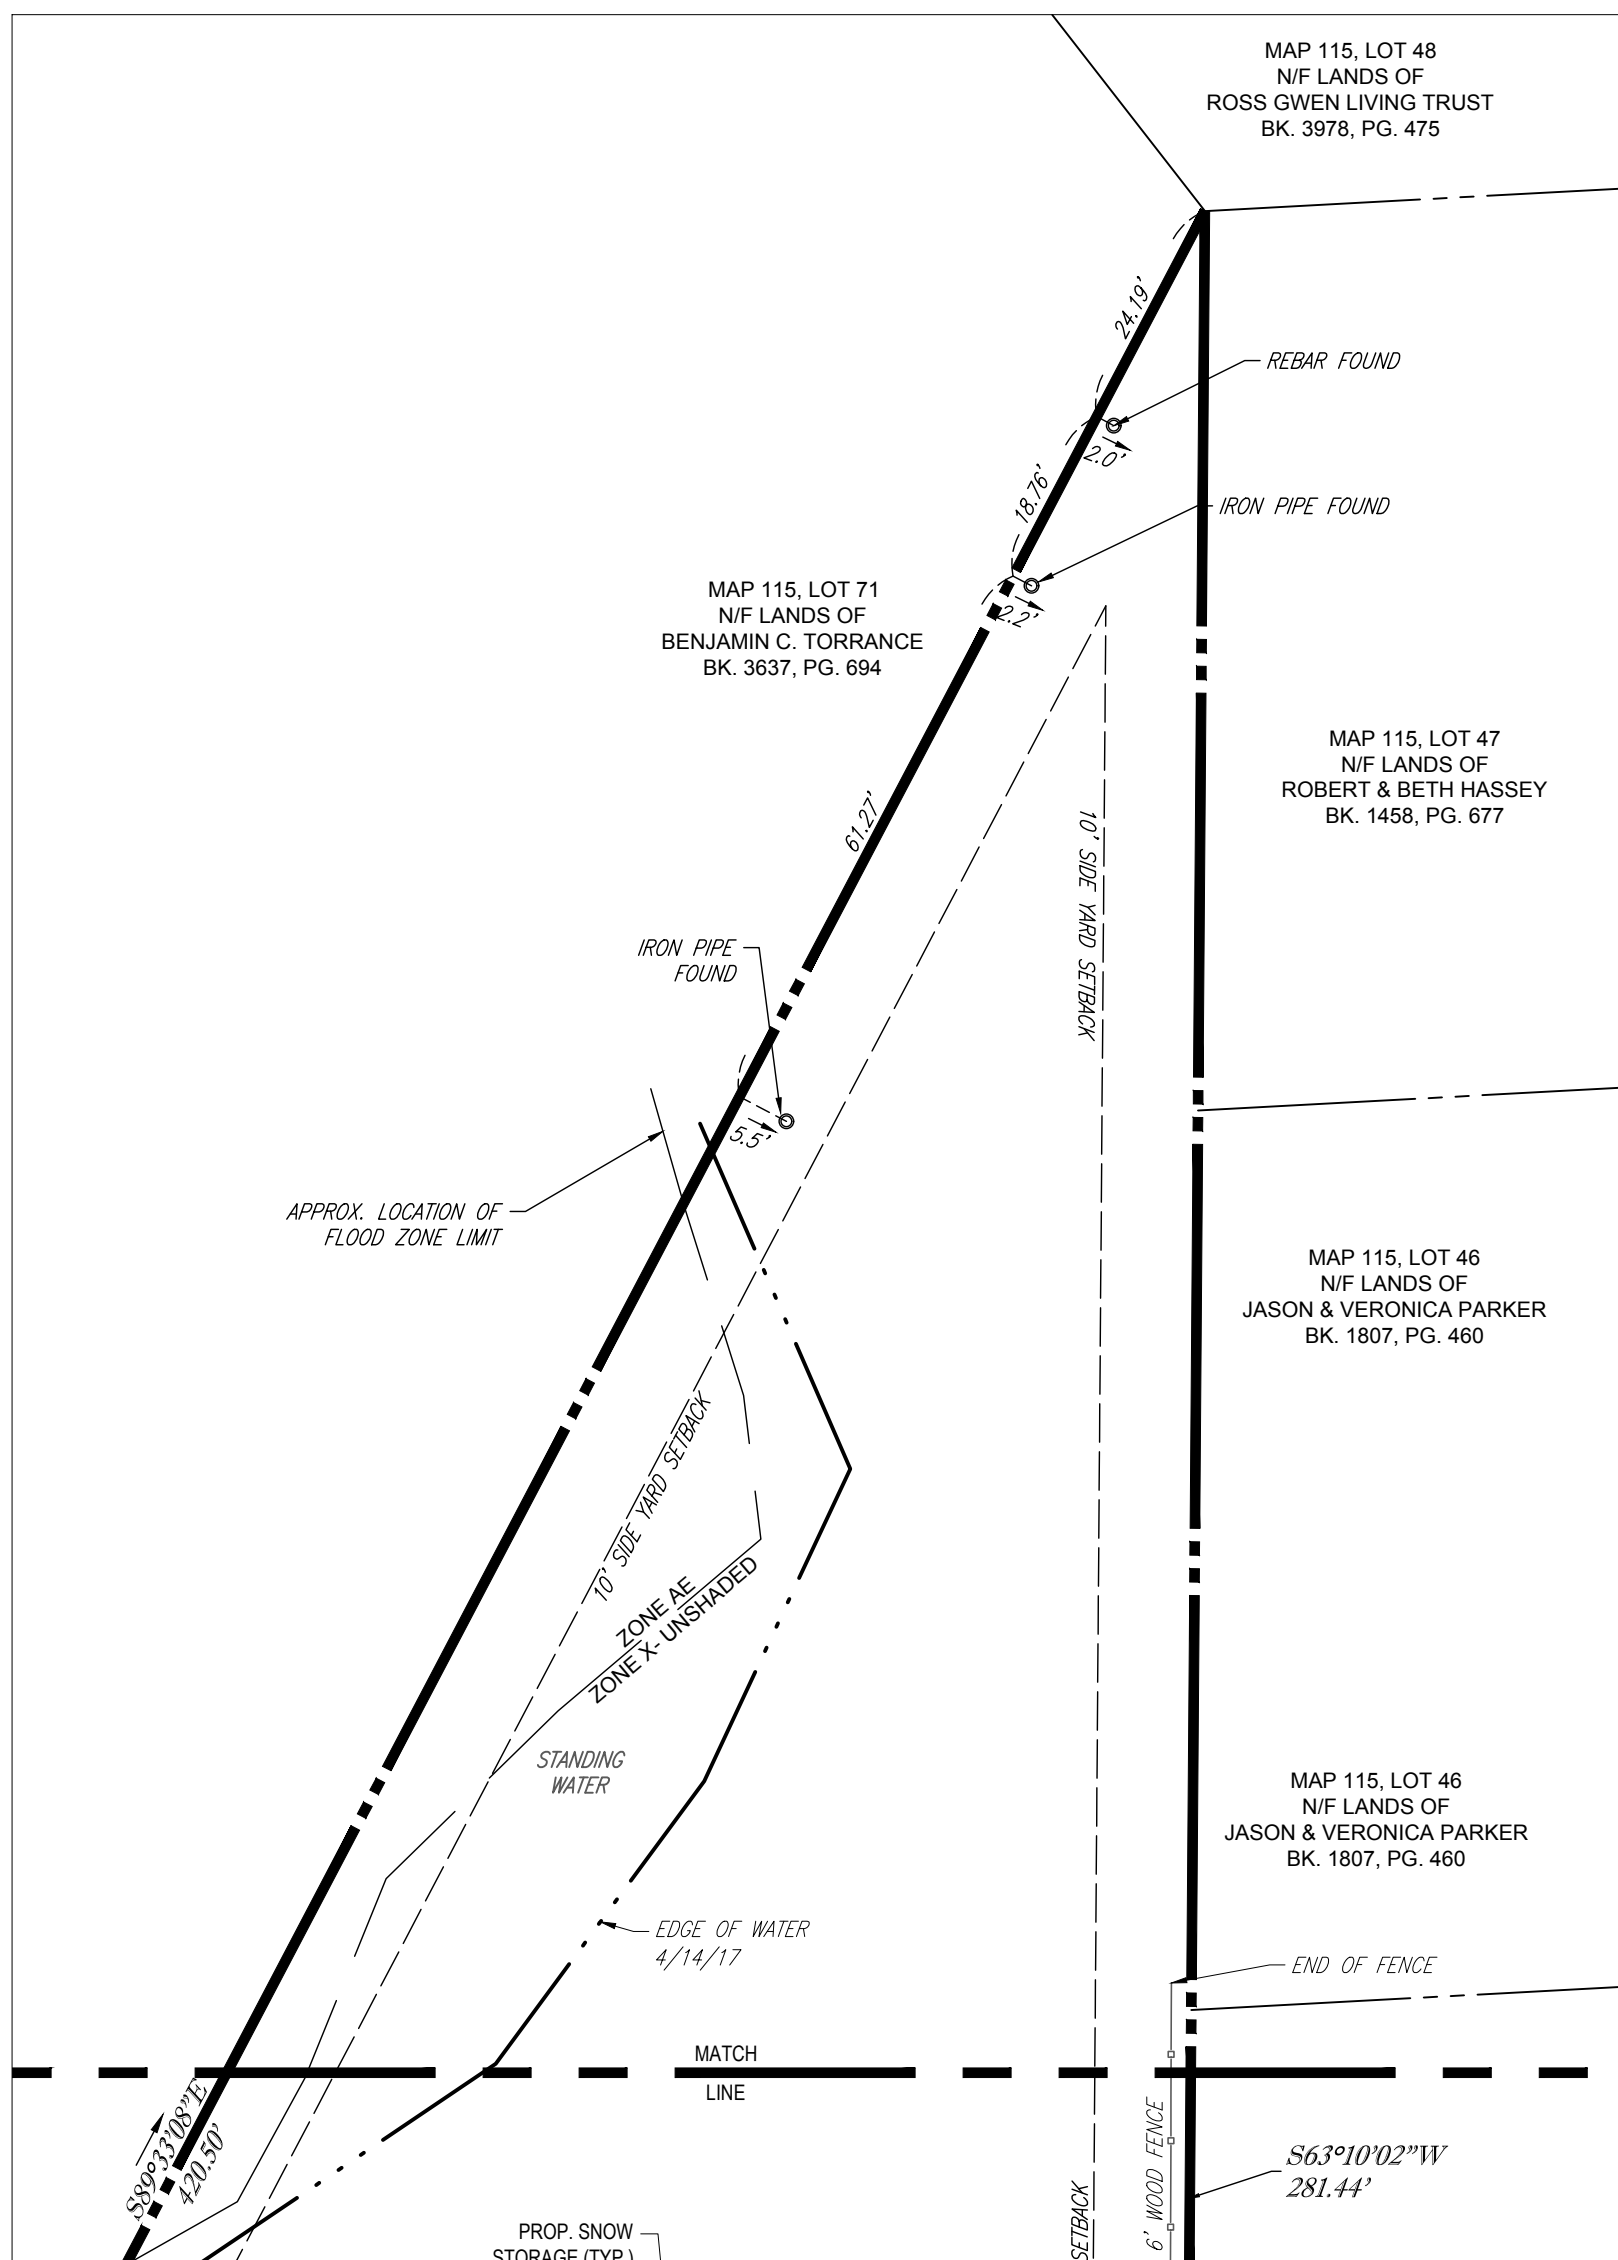 MAP 115, LOT 48
N/F LANDS OF
ROSS GWEN LIVING TRUST
BK. 3978, PG. 475
24.19'
REBAR FOUND
2.0'
18.76'
IRON PIPE FOUND
2.2'
MAP 115, LOT 71
N/F LANDS OF
BENJAMIN C. TORRANCE
BK. 3637, PG. 694
MAP 115, LOT 47
N/F LANDS OF
ROBERT & BETH HASSEY
BK. 1458, PG. 677
61.27'
10' SIDE YARD SETBACK
IRON PIPE
FOUND
5.5'
APPROX. LOCATION OF
FLOOD ZONE LIMIT
MAP 115, LOT 46
N/F LANDS OF
JASON & VERONICA PARKER
BK. 1807, PG. 460
10' SIDE YARD SETBACK
ZONE AE
ZONE X- UNSHADED
STANDING
WATER
MAP 115, LOT 46
N/F LANDS OF
JASON & VERONICA PARKER
BK. 1807, PG. 460
EDGE OF WATER
4/14/17
END OF FENCE
MATCH
LINE
S89°33'08"E
420.50'
6' WOOD FENCE
S63°10'02"W
281.44'
SETBACK
PROP. SNOW
STORAGE (TYP.)